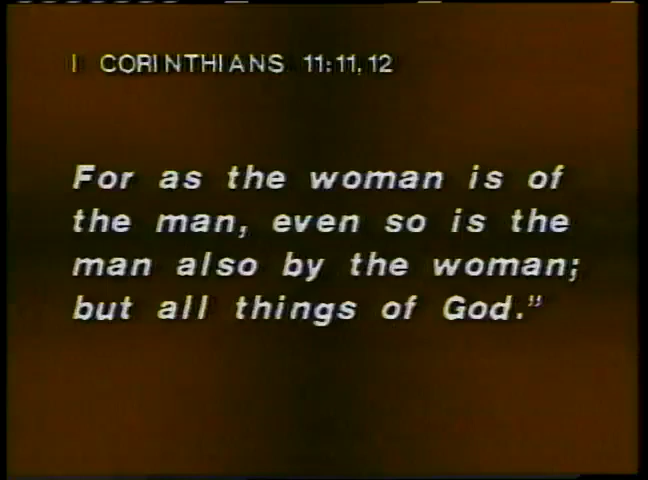 I CORINTHIANS 11:11,12
For as the woman is of
the man, even so is the
man also by the woman;
but all things of God."